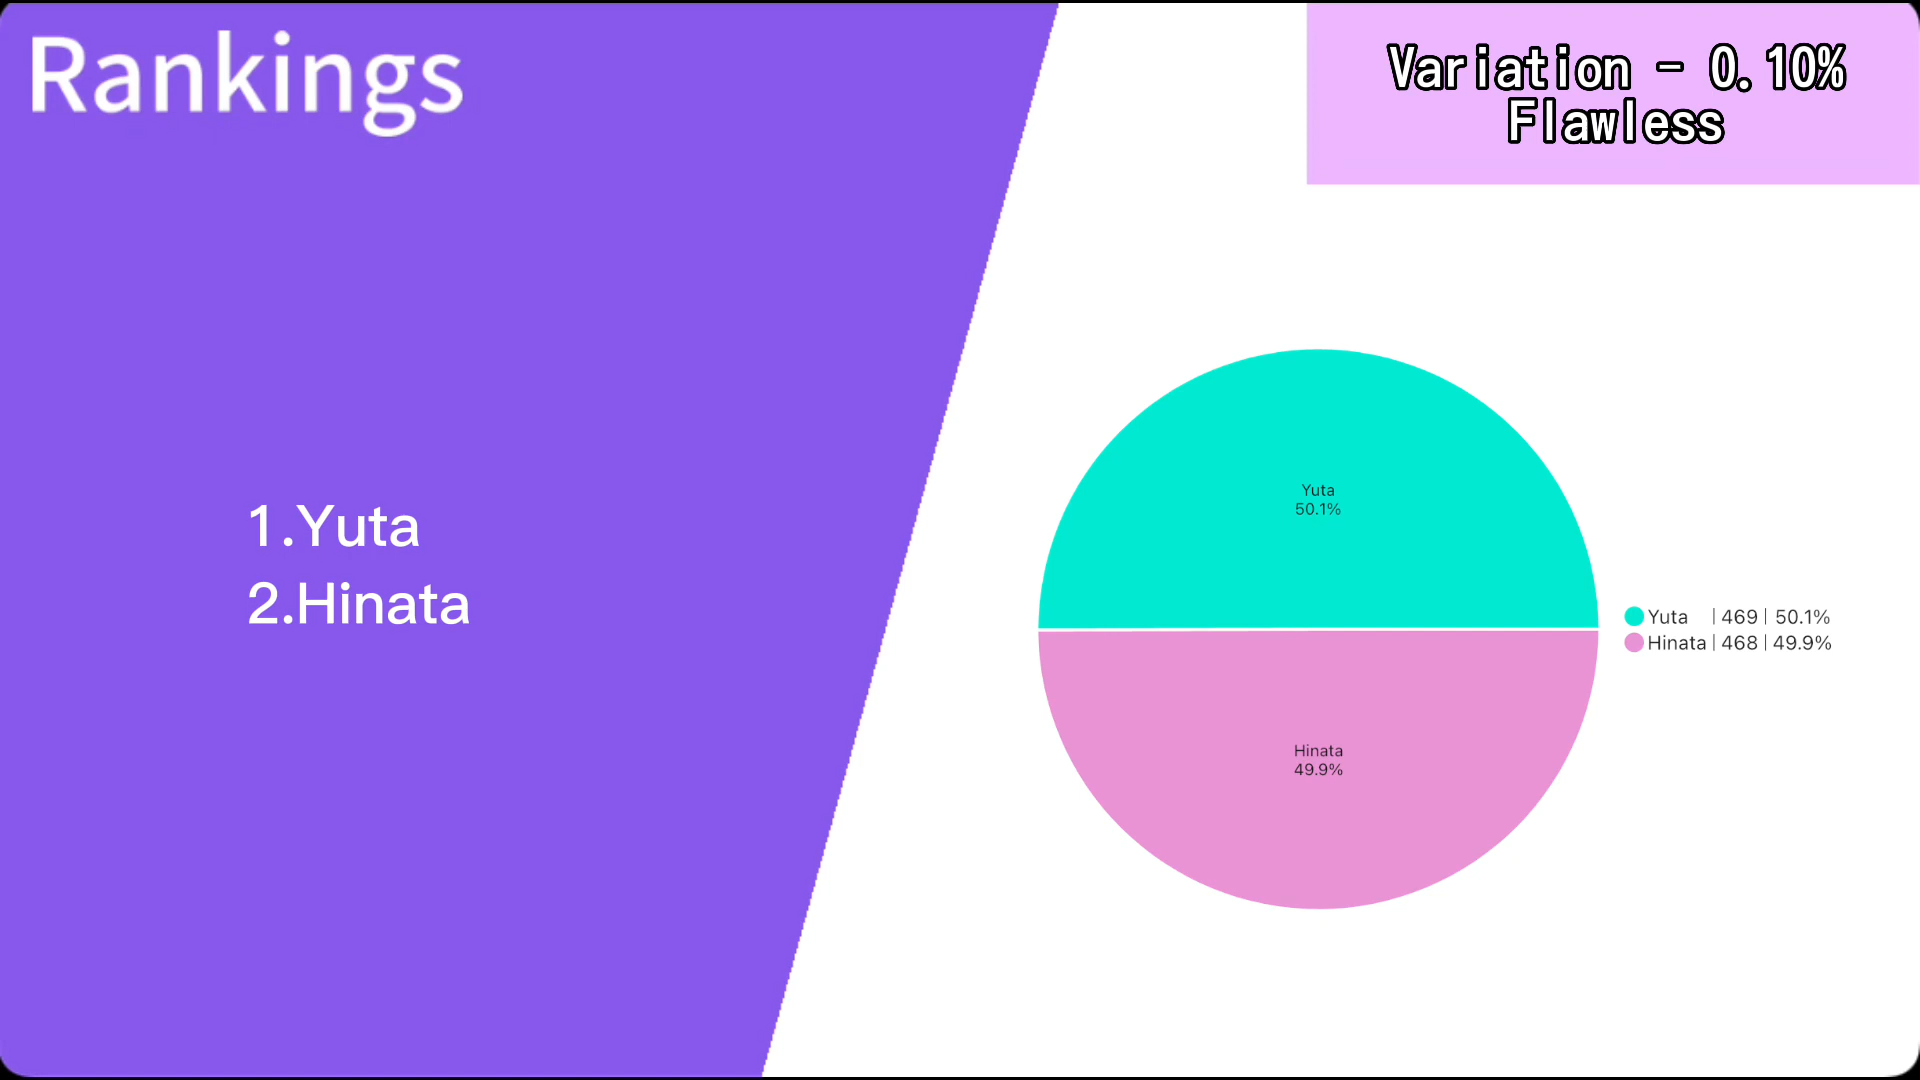 Rankings
Variation - 0.10%
Flawless
1.Yuta
2.Hinata
Yuta
50.1%
Hinata
49.9%
Yuta | 469 | 50.1%
Hinata | 468 | 49.9%